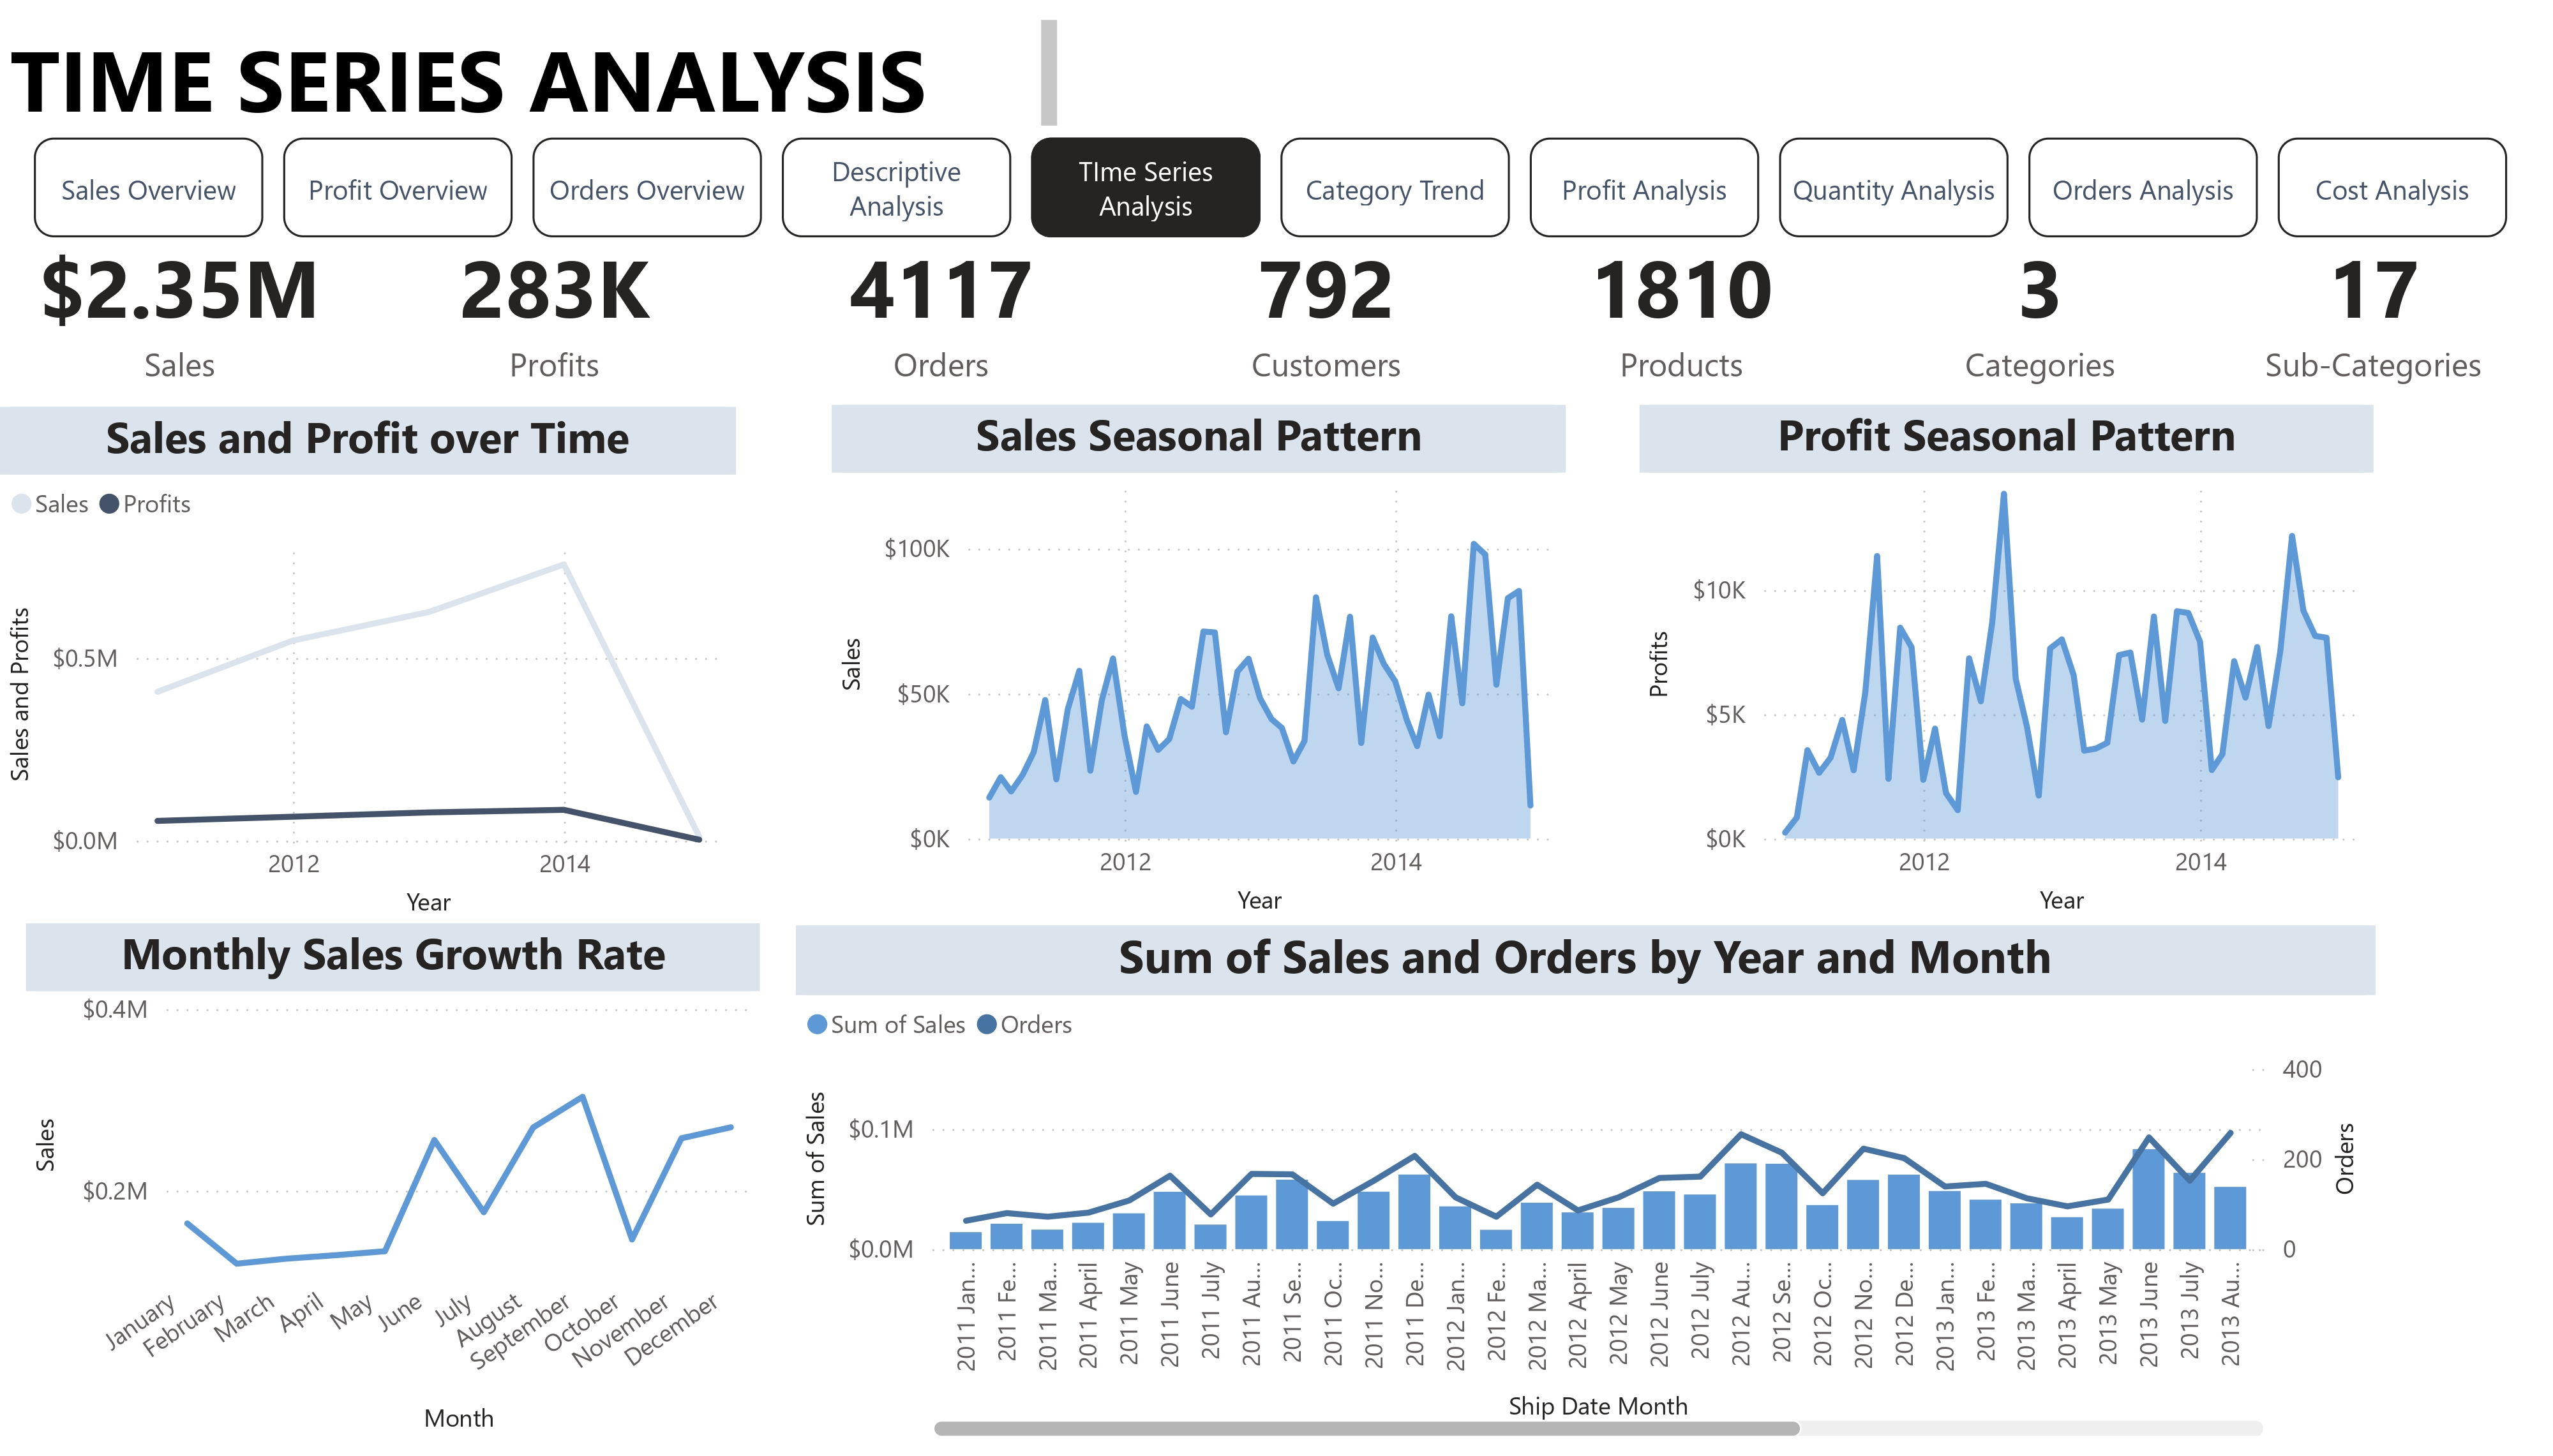 TIME SERIES ANALYSIS
Sales Overview
Profit Overview
Orders Overview
Descriptive
Analysis
TIme Series
Analysis
Category Trend
Profit Analysis
Quantity Analysis
Orders Analysis
Cost Analysis
$2.35M
Sales
283K
Profits
4117
Orders
792
Customers
1810
Products
3
Categories
17
Sub-Categories
Sales and Profit over Time
Sales Profits
Sales and Profits
$0.5M
$0.0M
2012 2014
Year
Sales Seasonal Pattern
Sales
$100K
$50K
$0K
2012 2014
Year
Profit Seasonal Pattern
Profits
$10K
$5K
$0K
2012 2014
Year
Monthly Sales Growth Rate
Sales
$0.4M
$0.2M
January
February
March
April
May
June
July
August
September
October
November
December
Month
Sum of Sales and Orders by Year and Month
Sum of Sales Orders
Sum of Sales
$0.1M
$0.0M
400
200
0
Orders
2011 Jan...
2011 Fe...
2011 Ma...
2011 April
2011 May
2011 June
2011 July
2011 Au...
2011 Se...
2011 Oc...
2011 No...
2011 De...
2012 Jan...
2012 Fe...
2012 Ma...
2012 April
2012 May
2012 June
2012 July
2012 Au...
2012 Se...
2012 Oc...
2012 No...
2012 De...
2013 Jan...
2013 Fe...
2013 Ma...
2013 April
2013 May
2013 June
2013 July
2013 Au...
Ship Date Month